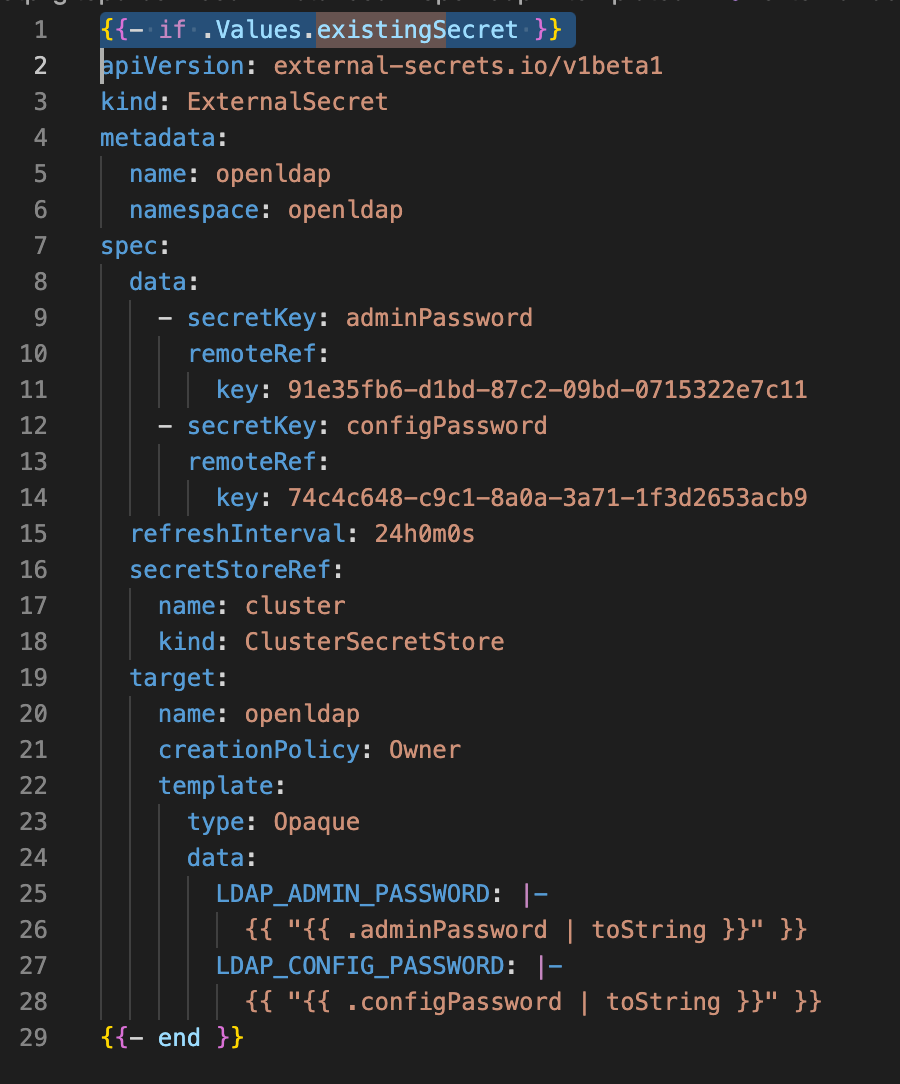 1 {{- if .Values.existingSecret }}
2 apiVersion: external-secrets.io/v1beta1
3 kind: ExternalSecret
4 metadata:
5   name: openldap
6   namespace: openldap
7 spec:
8   data:
9     - secretKey: adminPassword
10       remoteRef:
11         key: 91e35fb6-d1bd-87c2-09bd-0715322e7c11
12     - secretKey: configPassword
13       remoteRef:
14         key: 74c4c648-c9c1-8a0a-3a71-1f3d2653acb9
15   refreshInterval: 24h0m0s
16   secretStoreRef:
17     name: cluster
18     kind: ClusterSecretStore
19   target:
20     name: openldap
21     creationPolicy: Owner
22     template:
23       type: Opaque
24       data:
25         LDAP_ADMIN_PASSWORD: |-
26           {{ "{{ .adminPassword | toString }}" }}
27         LDAP_CONFIG_PASSWORD: |-
28           {{ "{{ .configPassword | toString }}" }}
29 {{- end }}